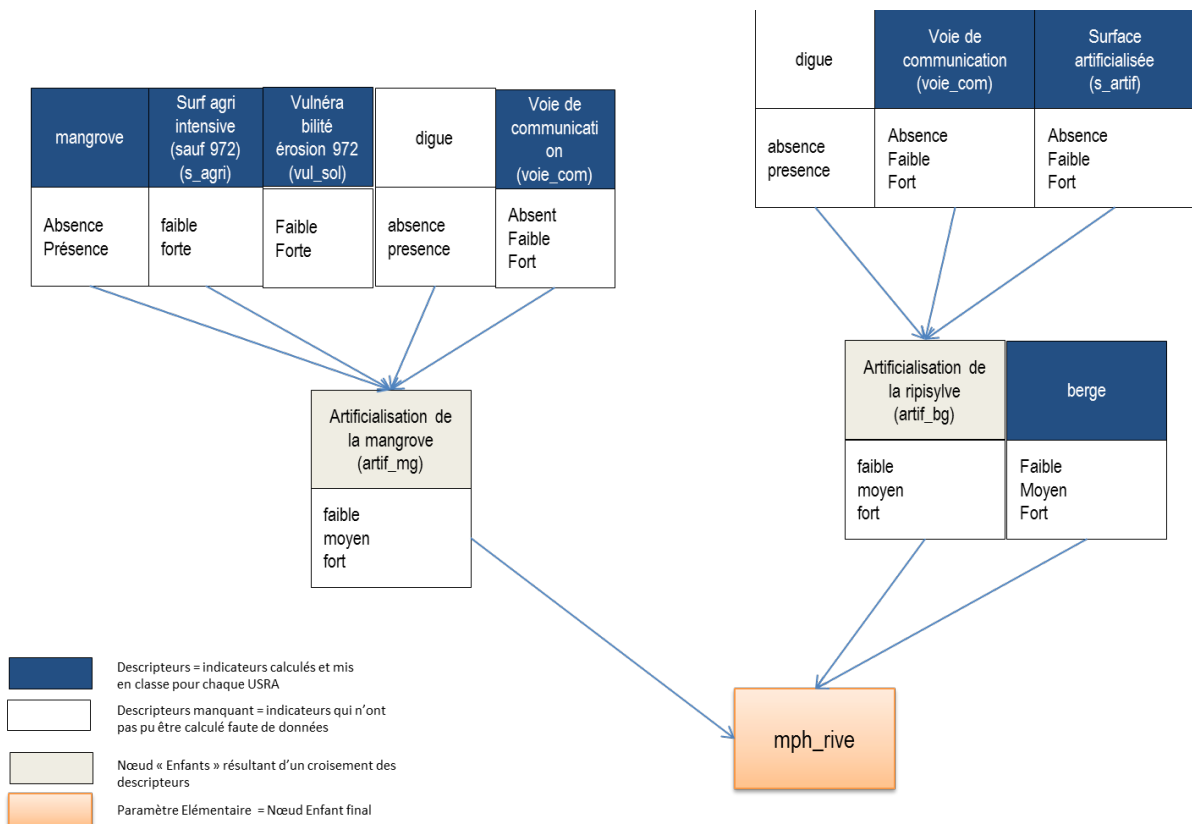 mangrove
Surf agri
intensive
(sauf 972)
(s_agri)
Vulnéra
bilité
érosion 972
(vul_sol)
digue
Voie de
communicati
on
(voie_com)
Absence
Présence
faible
forte
Faible
Forte
absence
presence
Absent
Faible
Fort
digue
Voie de
communication
(voie_com)
Surface
artificialisée
(s_artif)
absence
presence
Absence
Faible
Fort
Absence
Faible
Fort
Artificialisation de
la mangrove
(artif_mg)
faible
moyen
fort
Artificialisation de
la ripisylve
(artif_bg)
berge
faible
moyen
fort
Faible
Moyen
Fort
mph_rive
Descripteurs = indicateurs calculés et mis
en classe pour chaque USRA
Descripteurs manquant = indicateurs qui n’ont
pas pu être calculé faute de données
Nœud « Enfants » résultant d’un croisement des
descripteurs
Paramètre Elémentaire = Nœud Enfant final